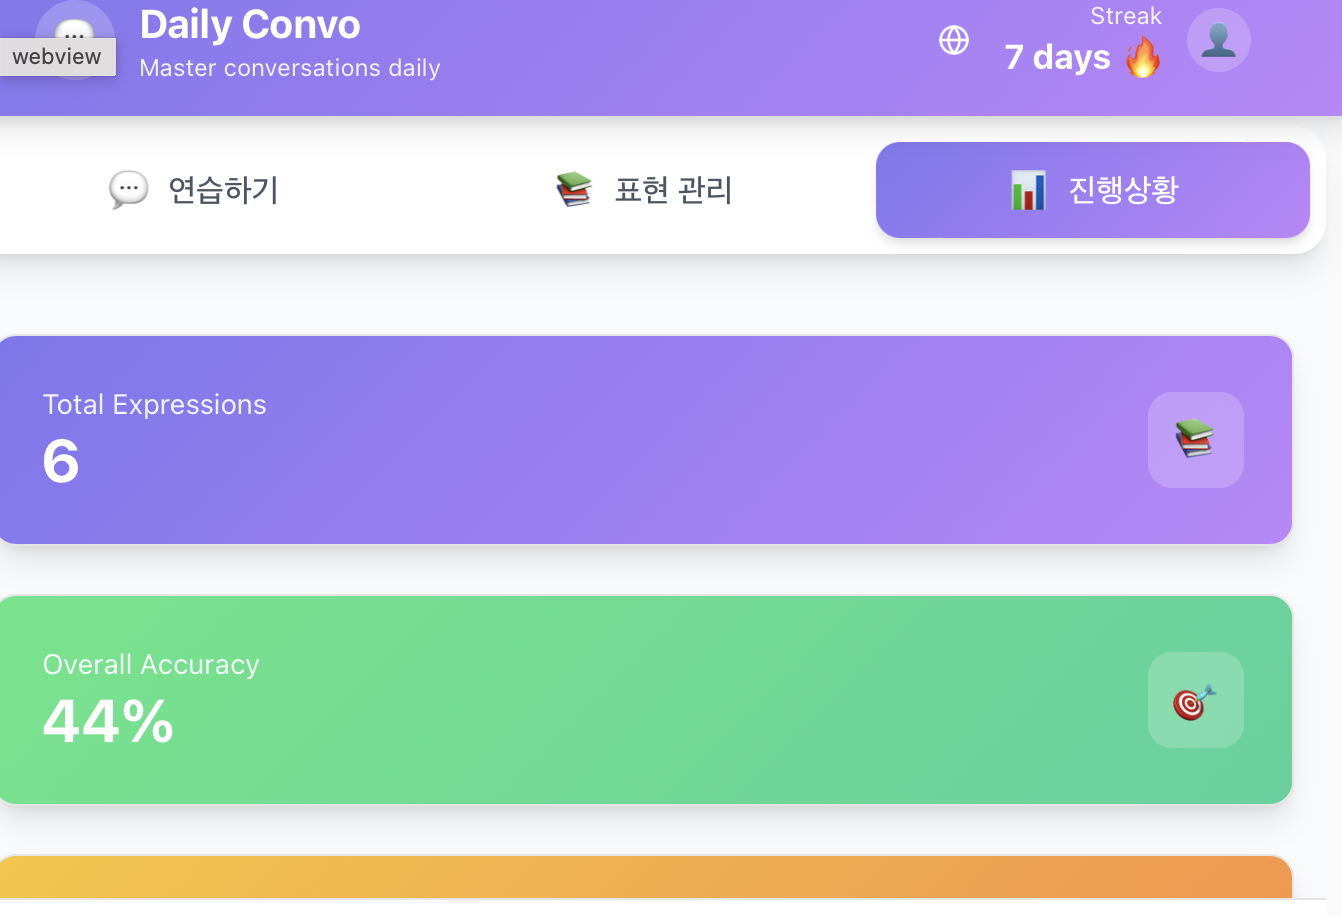 Daily Convo
Master conversations daily
webview
Streak
7 days
연습하기
표현 관리
진행상황
Total Expressions
6
Overall Accuracy
44%